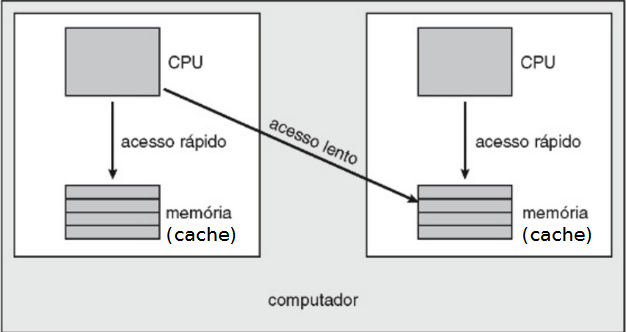 CPU
CPU
acesso rápido
acesso lento
acesso rápido
memória
(cache)
memória
(cache)
computador